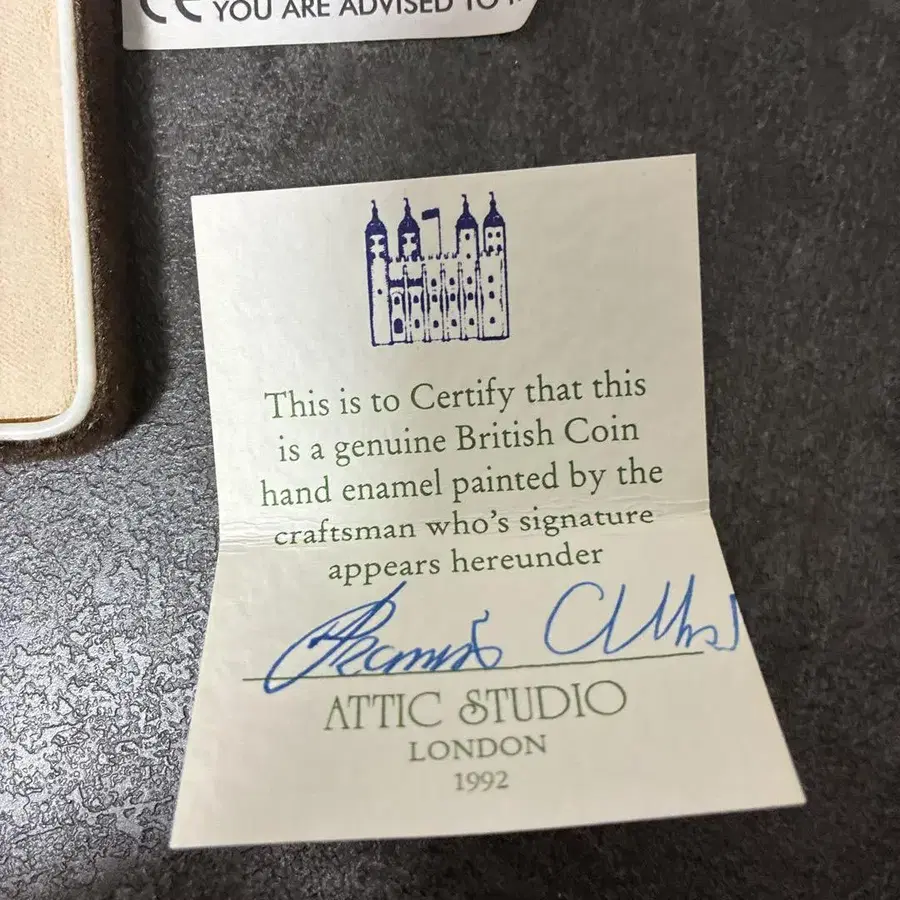 CE YOU ARE ADVISED TO
This is to Certify that this
is a genuine British Coin
hand enamel painted by the
craftsman who's signature
appears hereunder
ATTIC STUDIO
LONDON
1992